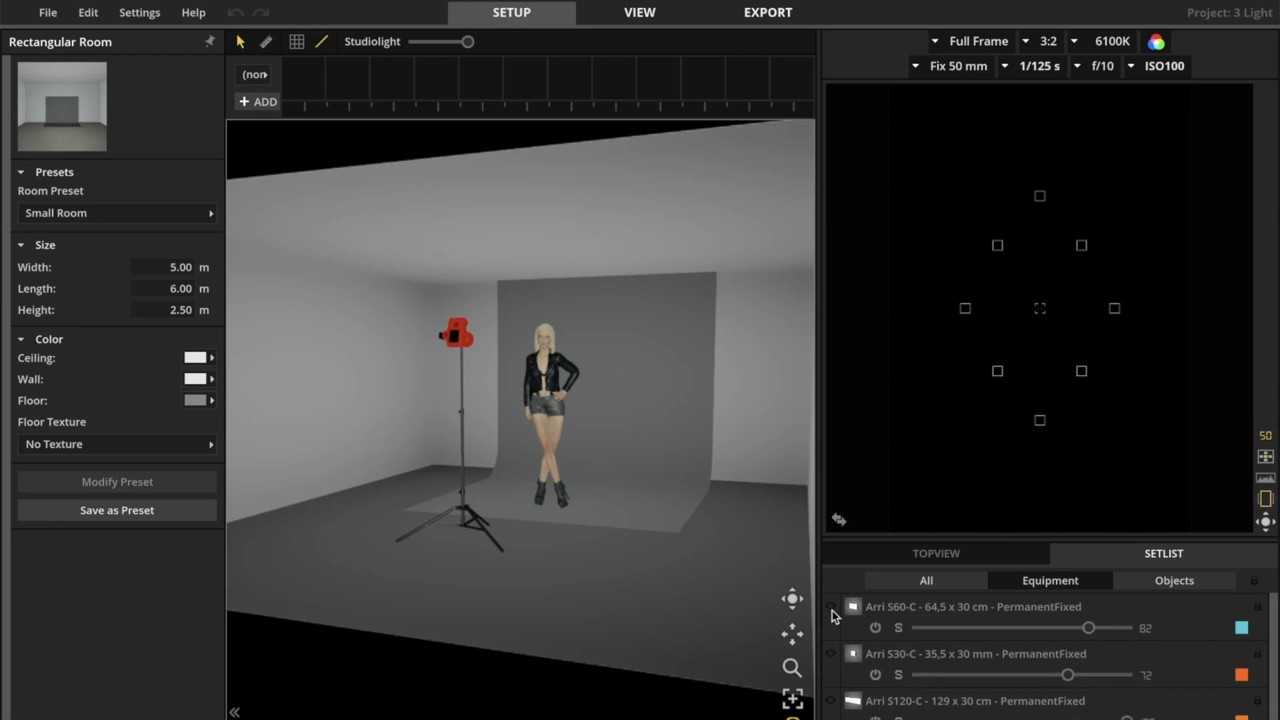 File Edit Settings Help SETUP VIEW EXPORT Project: 3 Light
Rectangular Room
Studiolight
Full Frame 3:2 6100K
Fix 50 mm 1/125 s f/10 ISO100
(non
+ ADD
Presets
Room Preset
Small Room
Size
Width: 5.00 m
Length: 6.00 m
Height: 2.50 m
Color
Ceiling:
Wall:
Floor:
Floor Texture
No Texture
Modify Preset
Save as Preset
50
TOPVIEW SETLIST
All Equipment Objects
Arri S60-C - 64,5 x 30 cm - PermanentFixed
S 82
Arri S30-C - 35,5 x 30 mm - PermanentFixed
S 72
Arri S120-C - 129 x 30 cm - PermanentFixed